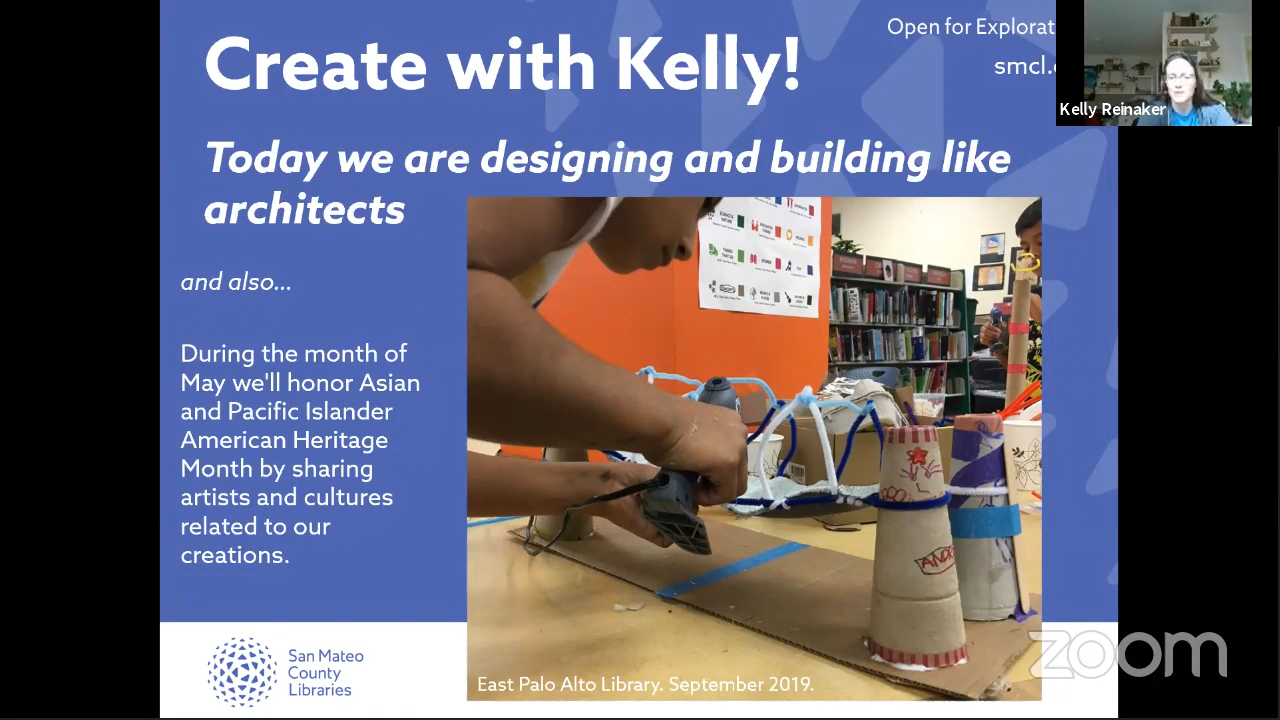 Create with Kelly!
Open for Explorat
smcl.
Kelly Reinaker
Today we are designing and building like
architects
and also...
During the month of
May we'll honor Asian
and Pacific Islander
American Heritage
Month by sharing
artists and cultures
related to our
creations.
San Mateo
County
Libraries
East Palo Alto Library. September 2019.
zoom